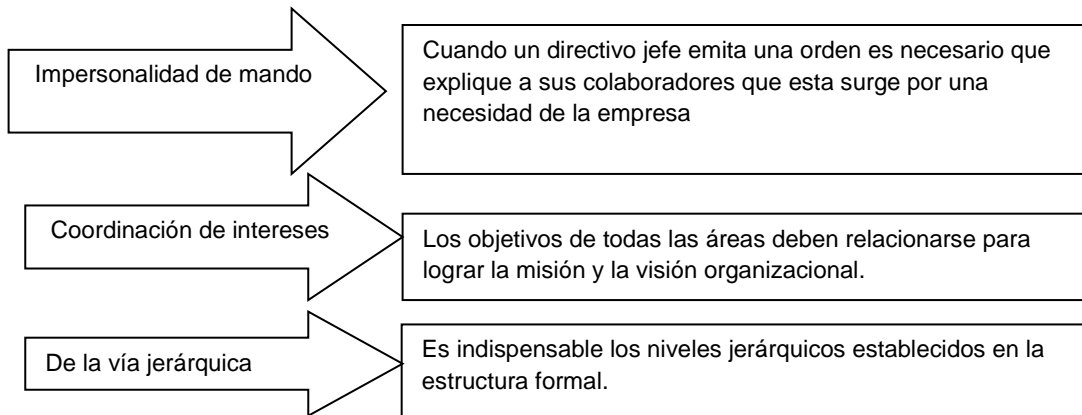 Impersonalidad de mando
Cuando un directivo jefe emita una orden es necesario que
explique a sus colaboradores que esta surge por una
necesidad de la empresa
Coordinación de intereses
Los objetivos de todas las áreas deben relacionarse para
lograr la misión y la visión organizacional.
De la vía jerárquica
Es indispensable los niveles jerárquicos establecidos en la
estructura formal.